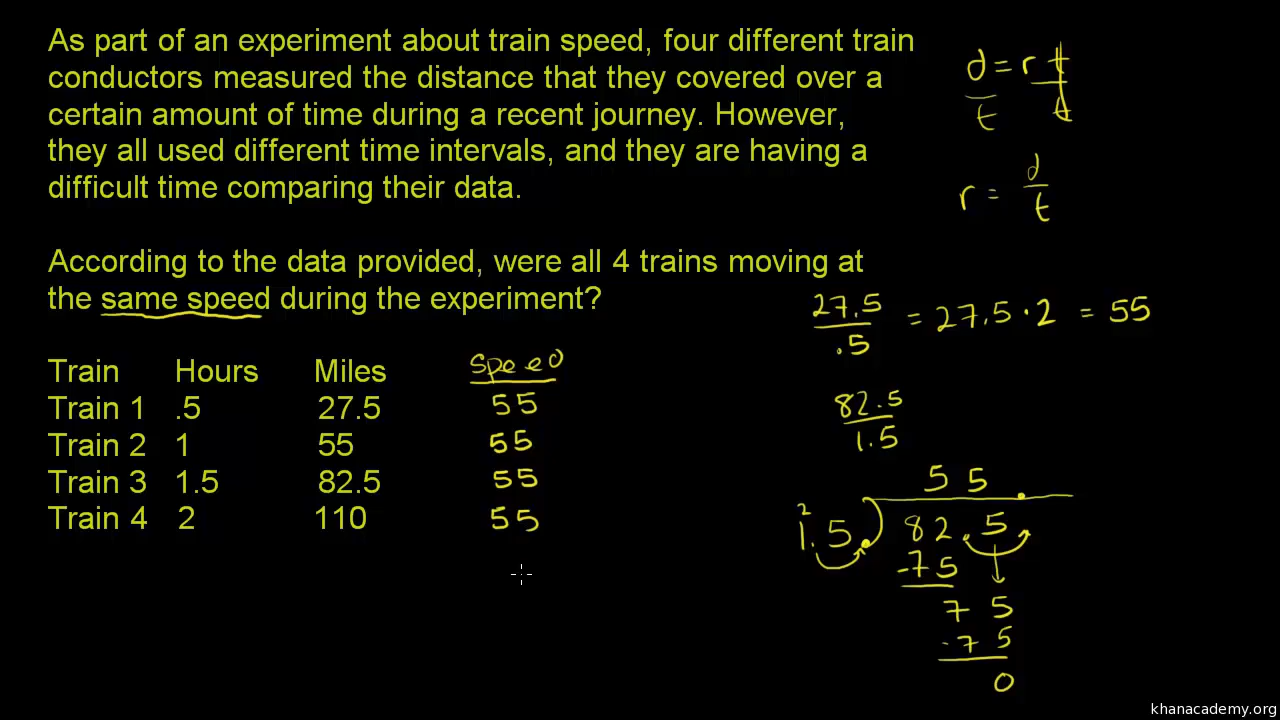 As part of an experiment about train speed, four different train
conductors measured the distance that they covered over a
certain amount of time during a recent journey. However,
they all used different time intervals, and they are having a
difficult time comparing their data.
According to the data provided, were all 4 trains moving at
the same speed during the experiment?
Train Hours Miles Speed
Train 1 .5 27.5 55
Train 2 1 55 55
Train 3 1.5 82.5 55
Train 4 2 110 55
d = r t
t t
r = d
t
27.5 = 27.5 · 2 = 55
.5
82.5
1.5
55.
2
1.5.) 82.5
-75
75
-75
0
khanacademy.org